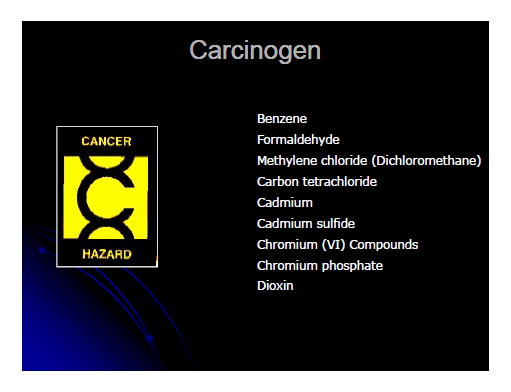 Carcinogen
CANCER
C
HAZARD
Benzene
Formaldehyde
Methylene chloride (Dichloromethane)
Carbon tetrachloride
Cadmium
Cadmium sulfide
Chromium (VI) Compounds
Chromium phosphate
Dioxin